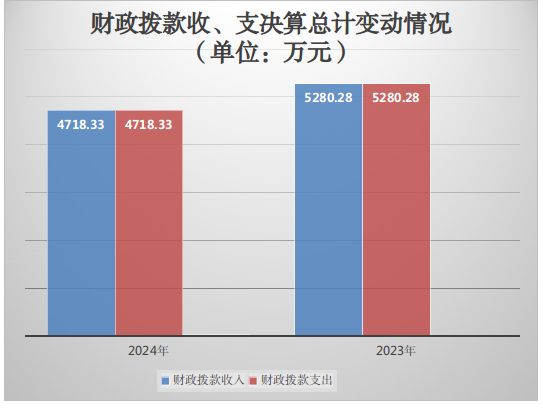 财政拨款收、支决算总计变动情况
（单位：万元）
4718.33 4718.33 5280.28 5280.28
2024年 2023年
财政拨款收入 财政拨款支出